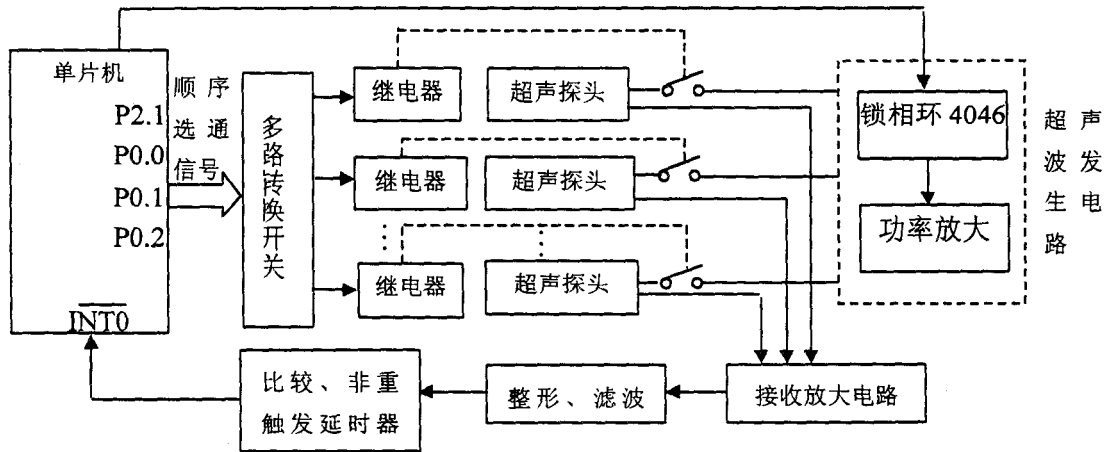 单片机
P2.1
P0.0
P0.1
P0.2
INT0
顺序
选通
信号
多路转换开关
继电器
超声探头
继电器
超声探头
继电器
超声探头
锁相环 4046
功率放大
超声
波发
生电
路
比较、非重
触发延时器
整形、滤波
接收放大电路